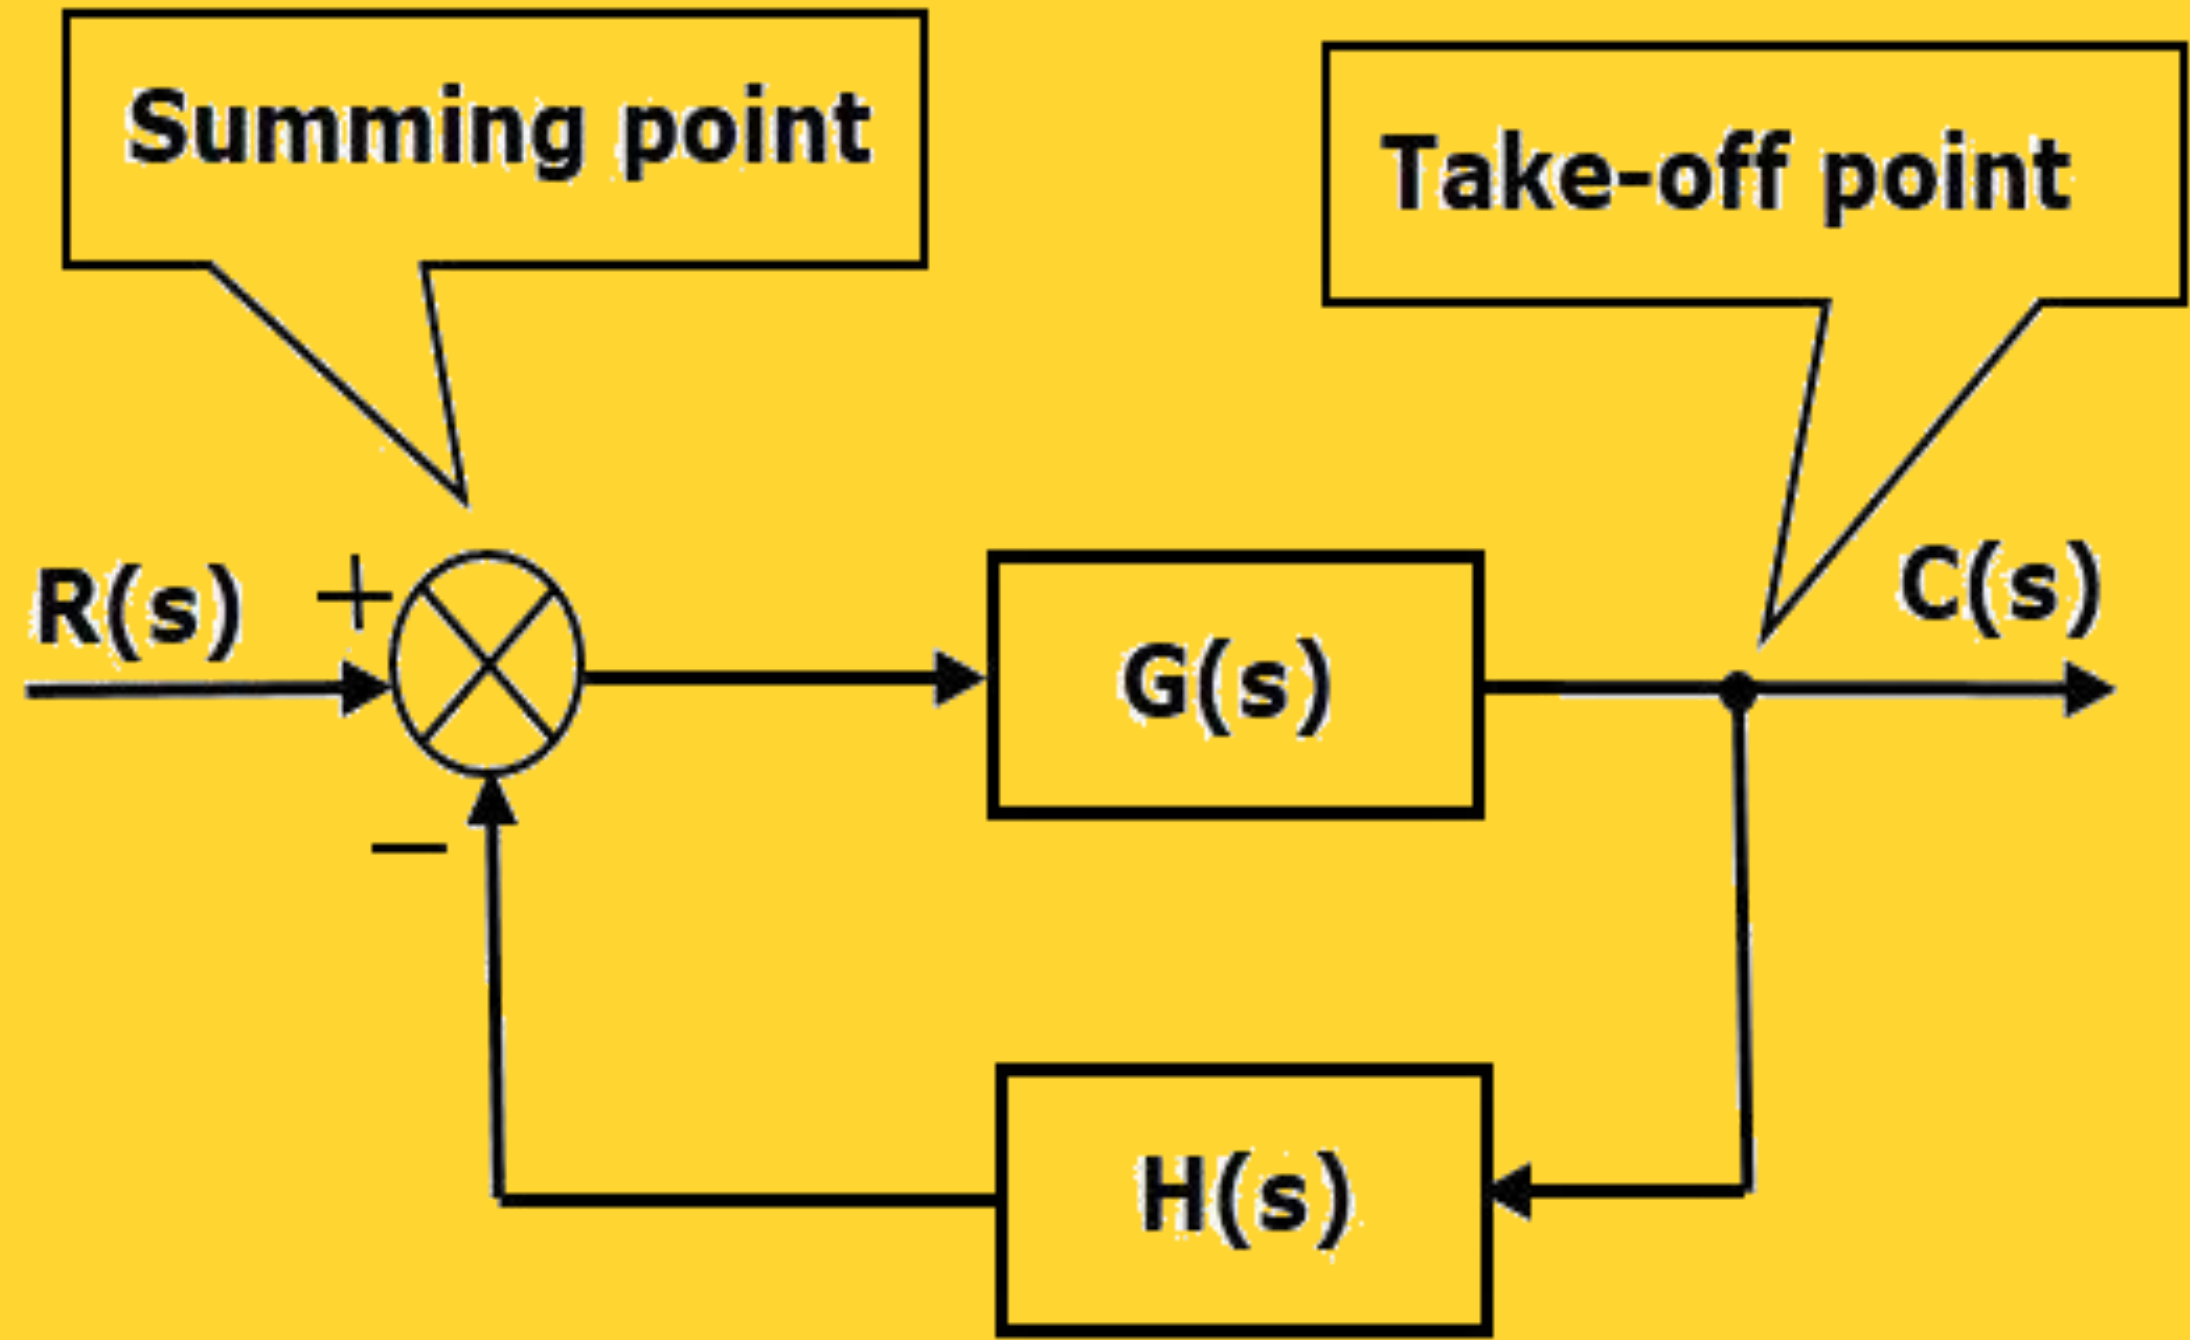 Summing point
Take-off point
R(s)
+
C(s)
G(s)
−
H(s)